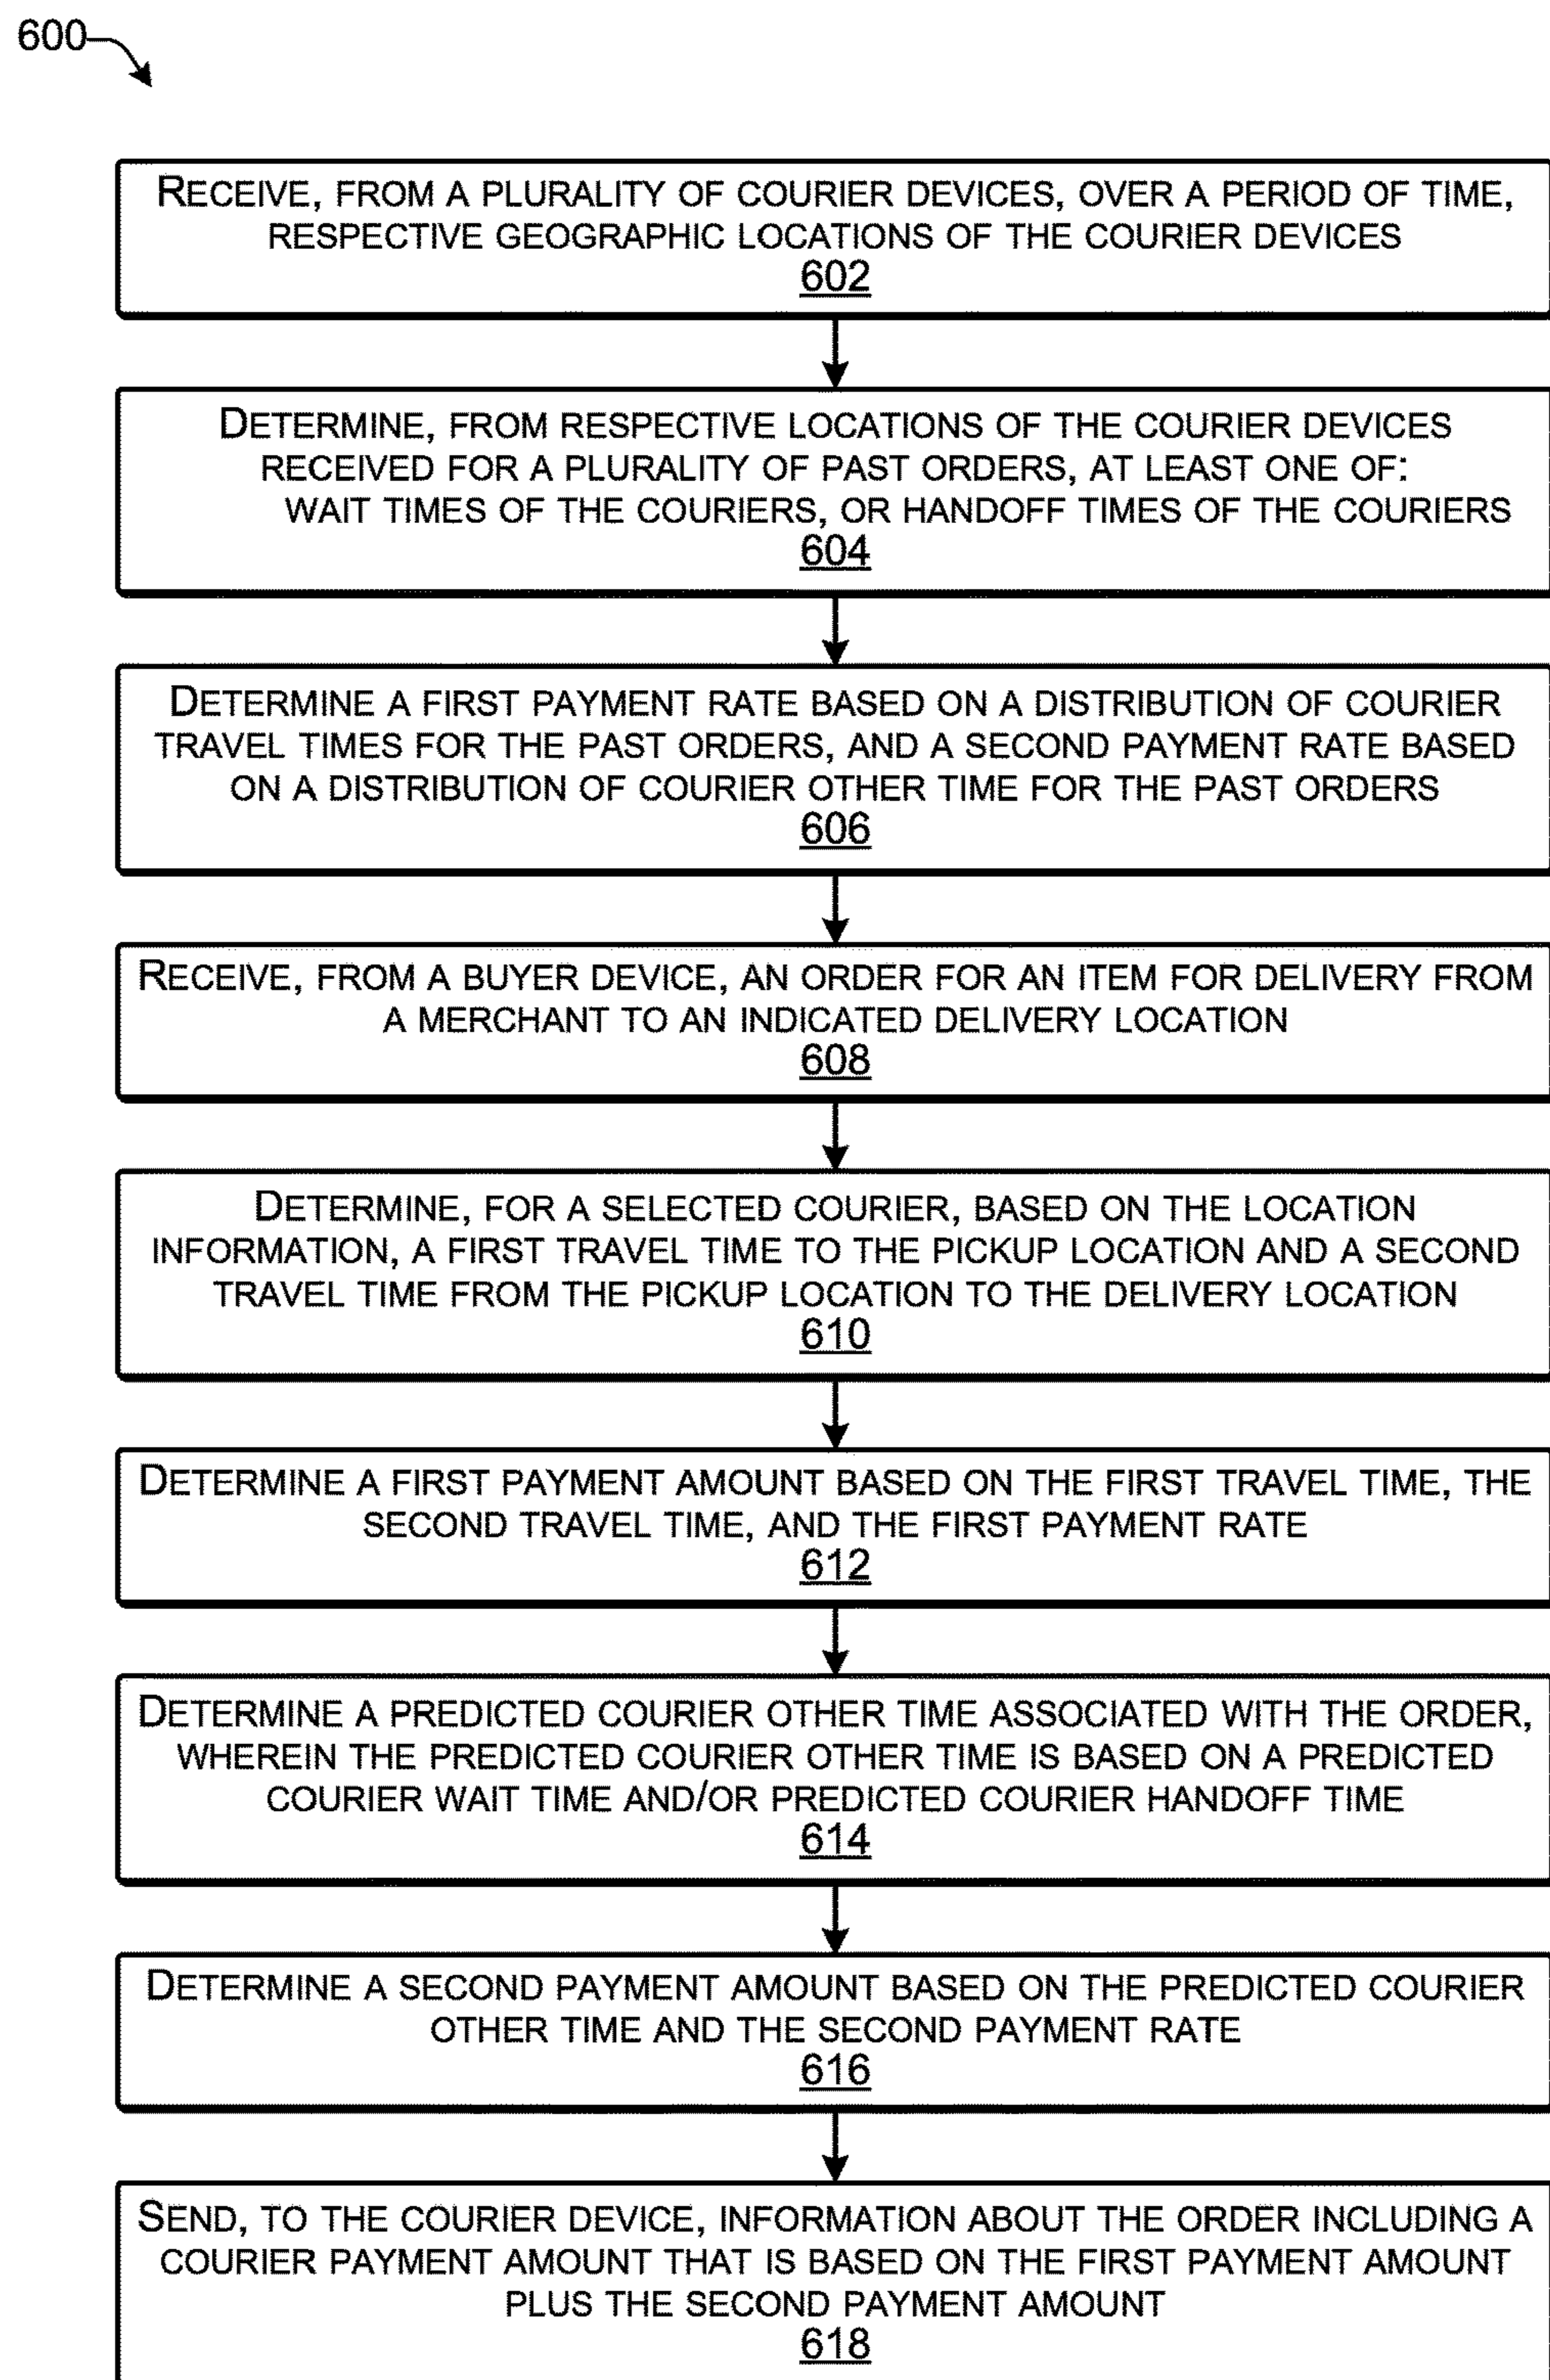 600
RECEIVE, FROM A PLURALITY OF COURIER DEVICES, OVER A PERIOD OF TIME,
RESPECTIVE GEOGRAPHIC LOCATIONS OF THE COURIER DEVICES
602
DETERMINE, FROM RESPECTIVE LOCATIONS OF THE COURIER DEVICES
RECEIVED FOR A PLURALITY OF PAST ORDERS, AT LEAST ONE OF:
WAIT TIMES OF THE COURIERS, OR HANDOFF TIMES OF THE COURIERS
604
DETERMINE A FIRST PAYMENT RATE BASED ON A DISTRIBUTION OF COURIER
TRAVEL TIMES FOR THE PAST ORDERS, AND A SECOND PAYMENT RATE BASED
ON A DISTRIBUTION OF COURIER OTHER TIME FOR THE PAST ORDERS
606
RECEIVE, FROM A BUYER DEVICE, AN ORDER FOR AN ITEM FOR DELIVERY FROM
A MERCHANT TO AN INDICATED DELIVERY LOCATION
608
DETERMINE, FOR A SELECTED COURIER, BASED ON THE LOCATION
INFORMATION, A FIRST TRAVEL TIME TO THE PICKUP LOCATION AND A SECOND
TRAVEL TIME FROM THE PICKUP LOCATION TO THE DELIVERY LOCATION
610
DETERMINE A FIRST PAYMENT AMOUNT BASED ON THE FIRST TRAVEL TIME, THE
SECOND TRAVEL TIME, AND THE FIRST PAYMENT RATE
612
DETERMINE A PREDICTED COURIER OTHER TIME ASSOCIATED WITH THE ORDER,
WHEREIN THE PREDICTED COURIER OTHER TIME IS BASED ON A PREDICTED
COURIER WAIT TIME AND/OR PREDICTED COURIER HANDOFF TIME
614
DETERMINE A SECOND PAYMENT AMOUNT BASED ON THE PREDICTED COURIER
OTHER TIME AND THE SECOND PAYMENT RATE
616
SEND, TO THE COURIER DEVICE, INFORMATION ABOUT THE ORDER INCLUDING A
COURIER PAYMENT AMOUNT THAT IS BASED ON THE FIRST PAYMENT AMOUNT
PLUS THE SECOND PAYMENT AMOUNT
618